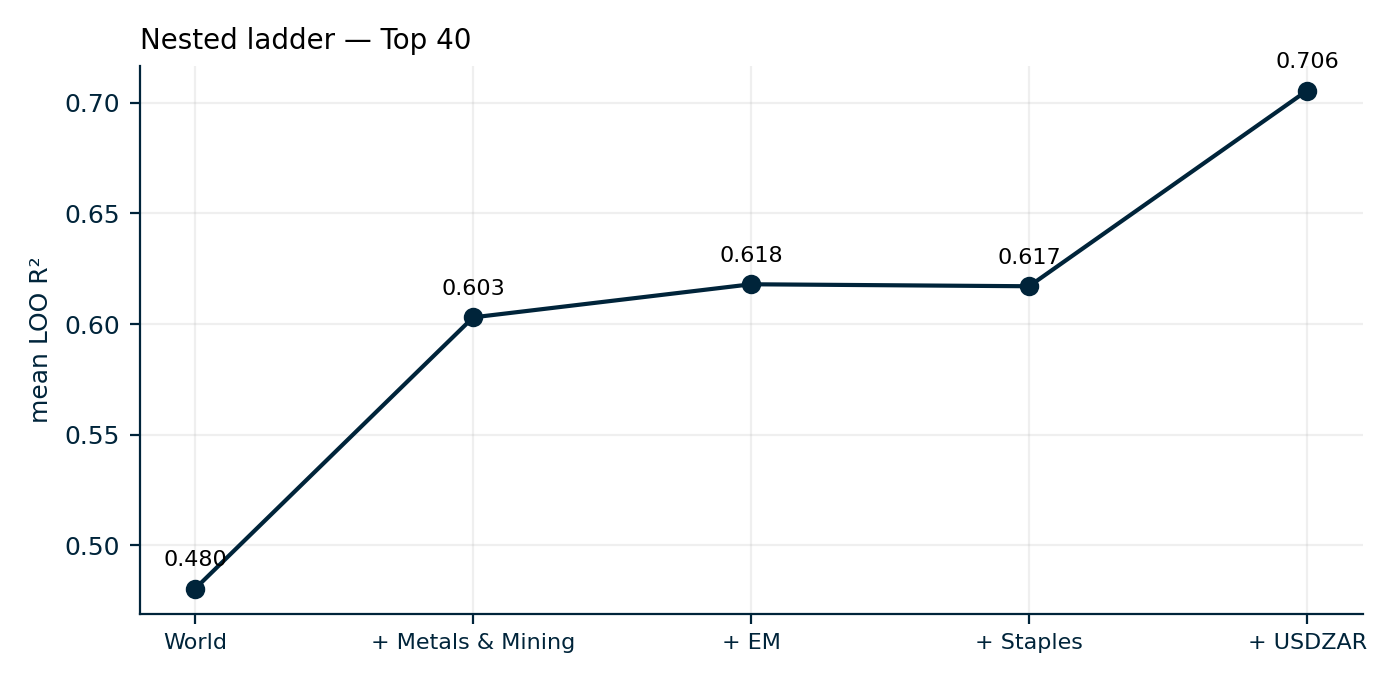 Nested ladder — Top 40
0.706
0.70
0.65
0.618
0.617
0.603
0.60
0.55
0.50
0.480
mean LOO R²
World
+ Metals & Mining
+ EM
+ Staples
+ USDZAR